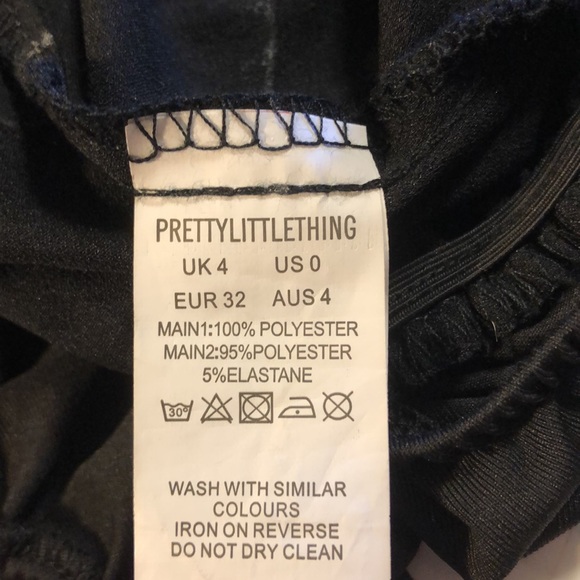 PRETTYLITTLETHING
UK 4 US 0
EUR 32 AUS 4
MAIN1:100% POLYESTER
MAIN2:95%POLYESTER
5%ELASTANE
30°
WASH WITH SIMILAR
COLOURS
IRON ON REVERSE
DO NOT DRY CLEAN